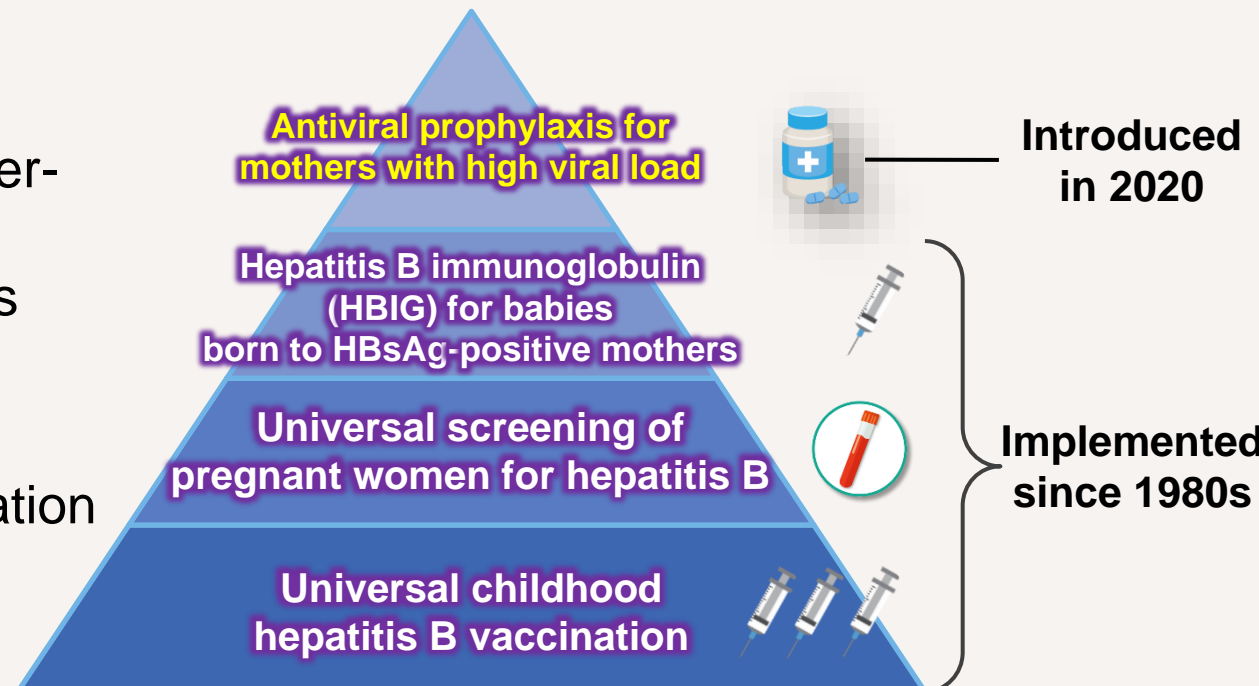 er-
s
ation
Antiviral prophylaxis for
mothers with high viral load
Hepatitis B immunoglobulin
(HBIG) for babies
born to HBsAg-positive mothers
Universal screening of
pregnant women for hepatitis B
Universal childhood
hepatitis B vaccination
Introduced
in 2020
Implemented
since 1980s